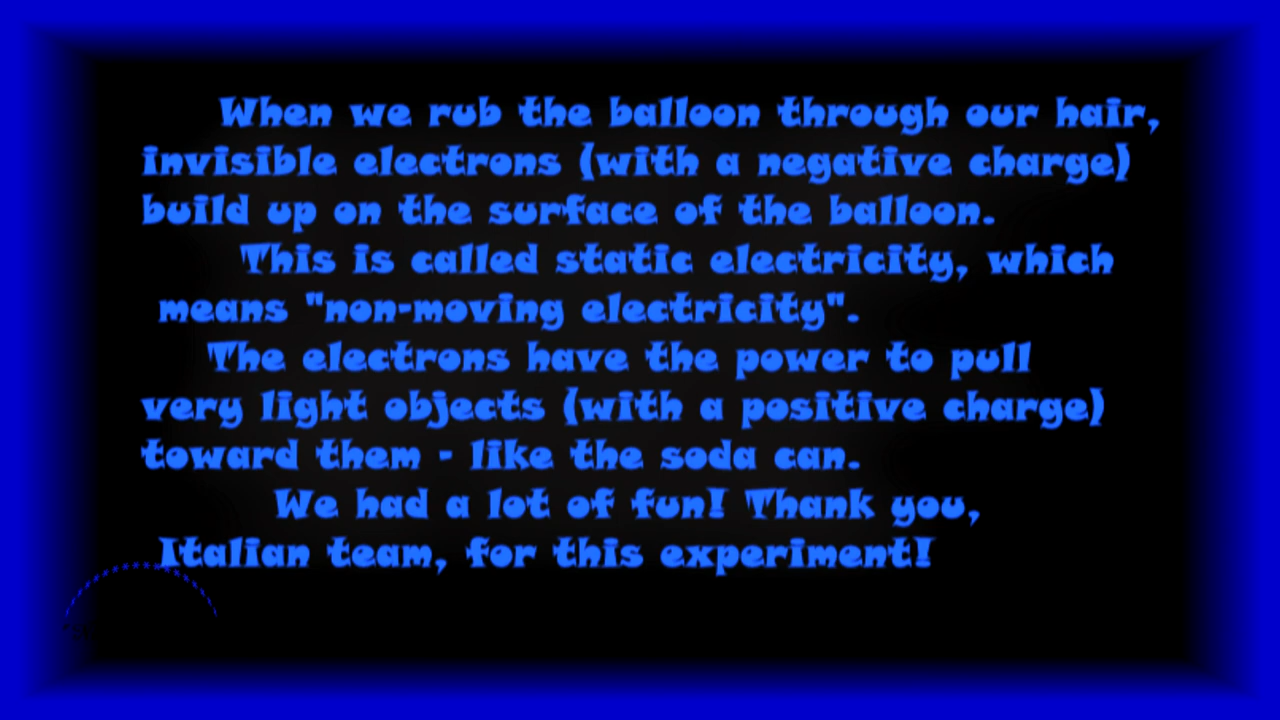 When we rub the balloon through our hair,
invisible electrons (with a negative charge)
build up on the surface of the balloon.
This is called static electricity, which
means "non-moving electricity".
The electrons have the power to pull
very light objects (with a positive charge)
toward them - like the soda can.
We had a lot of fun! Thank you,
Italian team, for this experiment!